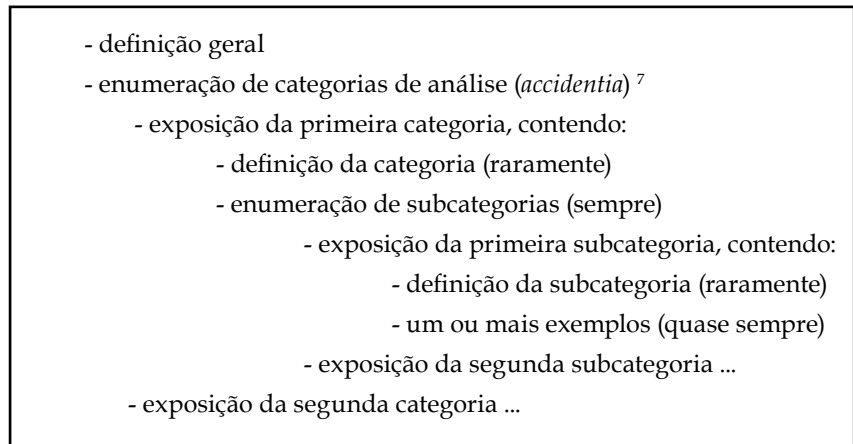 - definição geral
- enumeração de categorias de análise (accidentia) ⁷
- exposição da primeira categoria, contendo:
- definição da categoria (raramente)
- enumeração de subcategorias (sempre)
- exposição da primeira subcategoria, contendo:
- definição da subcategoria (raramente)
- um ou mais exemplos (quase sempre)
- exposição da segunda subcategoria ...
- exposição da segunda categoria ...